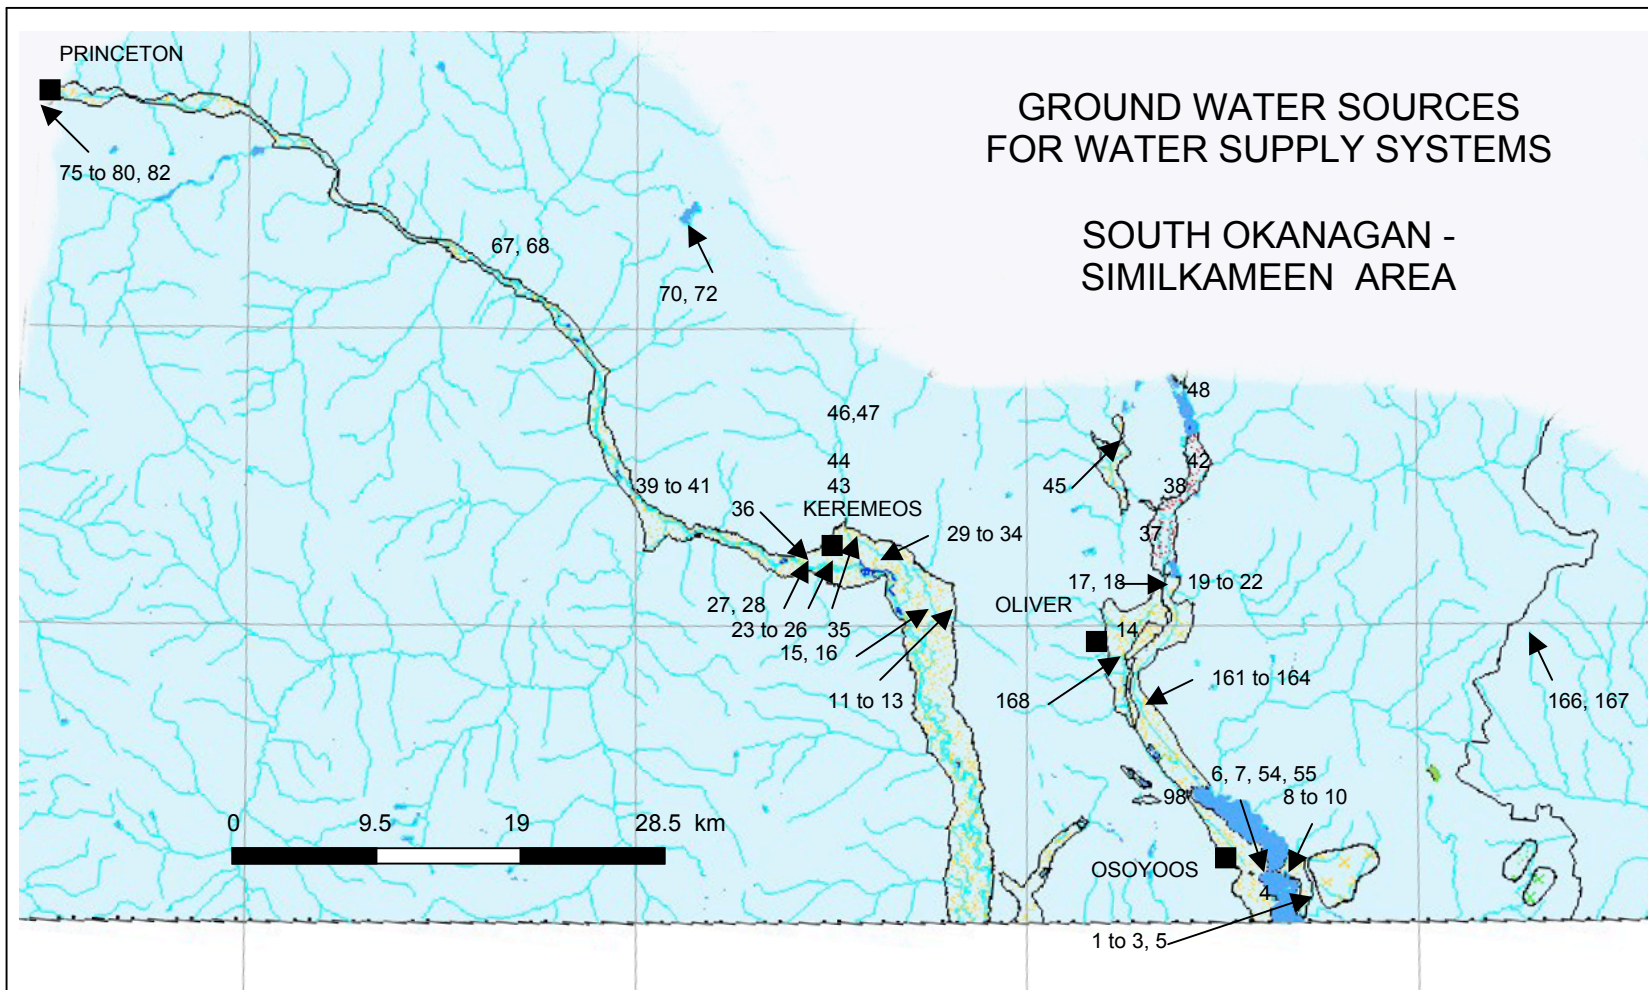 PRINCETON
GROUND WATER SOURCES
FOR WATER SUPPLY SYSTEMS
75 to 80, 82
SOUTH OKANAGAN -
SIMILKAMEEN AREA
67, 68
70, 72
48
46,47
44
42
43
45
38
39 to 41
36
KEREMEOS
29 to 34
37
17, 18
19 to 22
27, 28
OLIVER
23 to 26
35
14
15, 16
11 to 13
168
161 to 164
166, 167
6, 7, 54, 55
98
8 to 10
0 9.5 19 28.5 km
OSOYOOS
4
1 to 3, 5